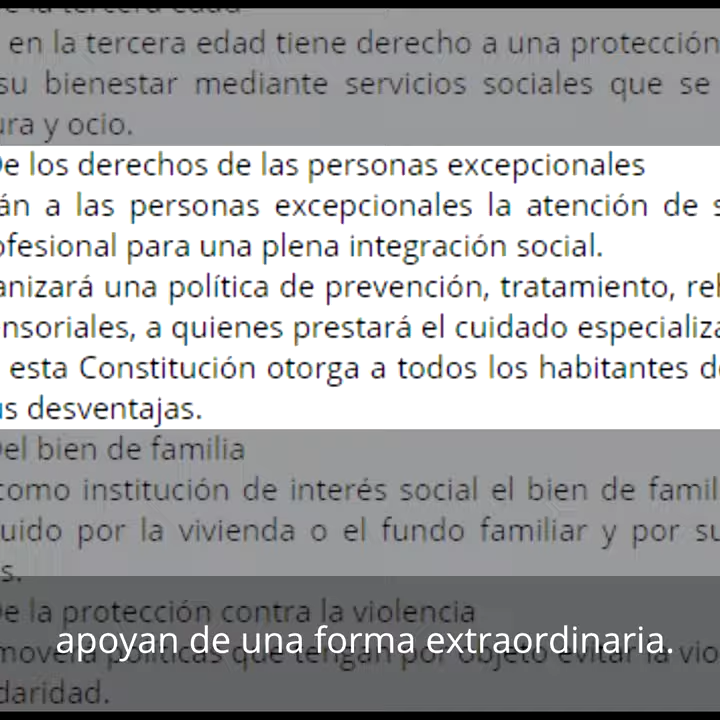 de la tercera edad
en la tercera edad tiene derecho a una protección
su bienestar mediante servicios sociales que se
ura y ocio.
De los derechos de las personas excepcionales
án a las personas excepcionales la atención de s
ofesional para una plena integración social.
anizará una política de prevención, tratamiento, reh
ensoriales, a quienes prestará el cuidado especializa
esta Constitución otorga a todos los habitantes de
us desventajas.
Del bien de familia
como institución de interés social el bien de famil
uido por la vivienda o el fundo familiar y por su
s.
De la protección contra la violencia
apoyan de una forma extraordinaria.
moverá políticas que tengan por objeto evitar la vio
daridad.